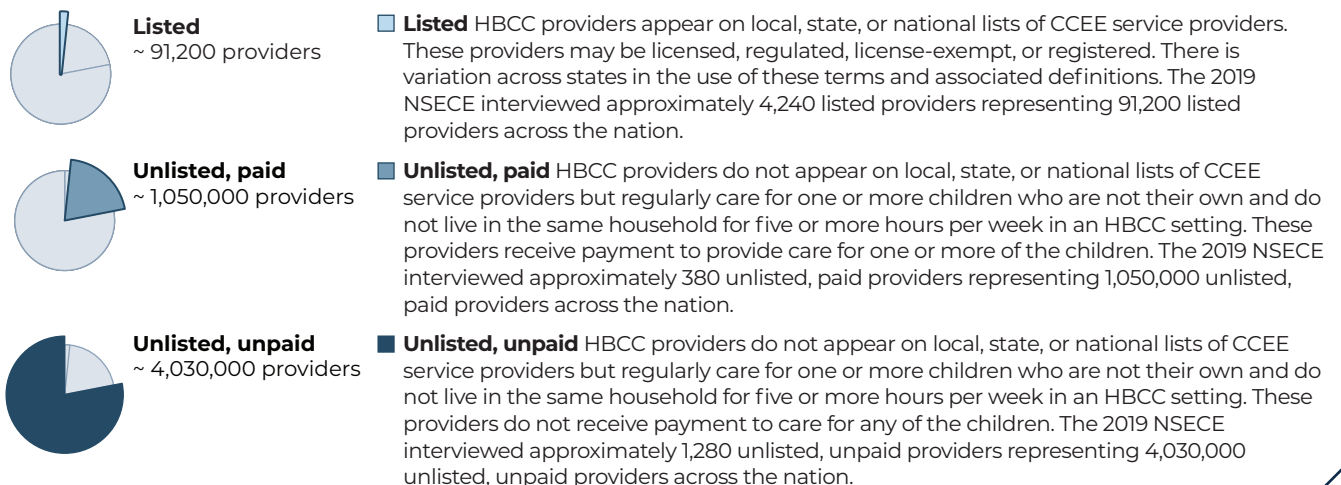 Listed
~ 91,200 providers
Listed HBCC providers appear on local, state, or national lists of CCEE service providers.
These providers may be licensed, regulated, license-exempt, or registered. There is
variation across states in the use of these terms and associated definitions. The 2019
NSECE interviewed approximately 4,240 listed providers representing 91,200 listed
providers across the nation.
Unlisted, paid
~ 1,050,000 providers
Unlisted, paid HBCC providers do not appear on local, state, or national lists of CCEE
service providers but regularly care for one or more children who are not their own and do
not live in the same household for five or more hours per week in an HBCC setting. These
providers receive payment to provide care for one or more of the children. The 2019 NSECE
interviewed approximately 380 unlisted, paid providers representing 1,050,000 unlisted,
paid providers across the nation.
Unlisted, unpaid
~ 4,030,000 providers
Unlisted, unpaid HBCC providers do not appear on local, state, or national lists of CCEE
service providers but regularly care for one or more children who are not their own and do
not live in the same household for five or more hours per week in an HBCC setting. These
providers do not receive payment to care for any of the children. The 2019 NSECE
interviewed approximately 1,280 unlisted, unpaid providers representing 4,030,000
unlisted, unpaid providers across the nation.